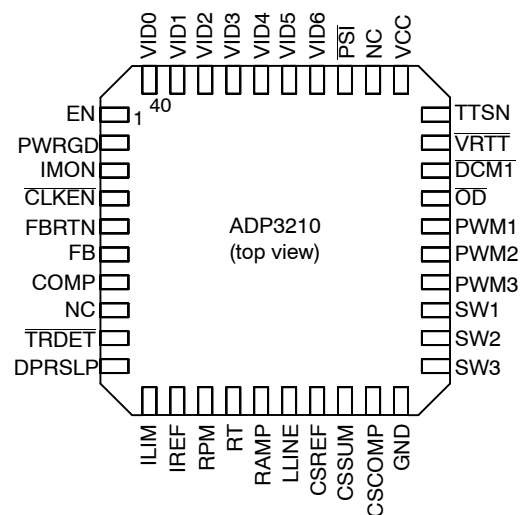 VID0
VID1
VID2
VID3
VID4
VID5
VID6
PSI
NC
VCC
EN
PWRGD
IMON
CLKEN
FBRTN
FB
COMP
NC
TRDET
DPRSLP
1
40
ADP3210
(top view)
TTSN
VRTT
DCM1
OD
PWM1
PWM2
PWM3
SW1
SW2
SW3
ILIM
IREF
RPM
RT
RAMP
LLINE
CSREF
CSSUM
CSCOMP
GND